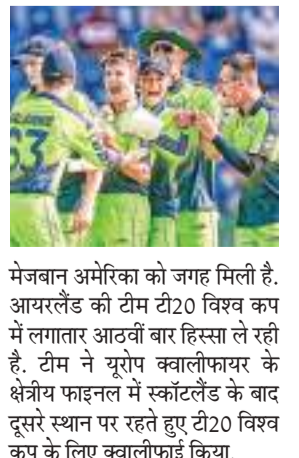 63
मेजबान अमेरिका को जगह मिली है.
आयरलैंड की टीम टी20 विश्व कप
में लगातार आठवीं बार हिस्सा ले रही
है. टीम ने यूरोप क्वालीफायर के
क्षेत्रीय फाइनल में स्कॉटलैंड के बाद
दूसरे स्थान पर रहते हुए टी20 विश्व
कप के लिए क्वालीफाई किया.